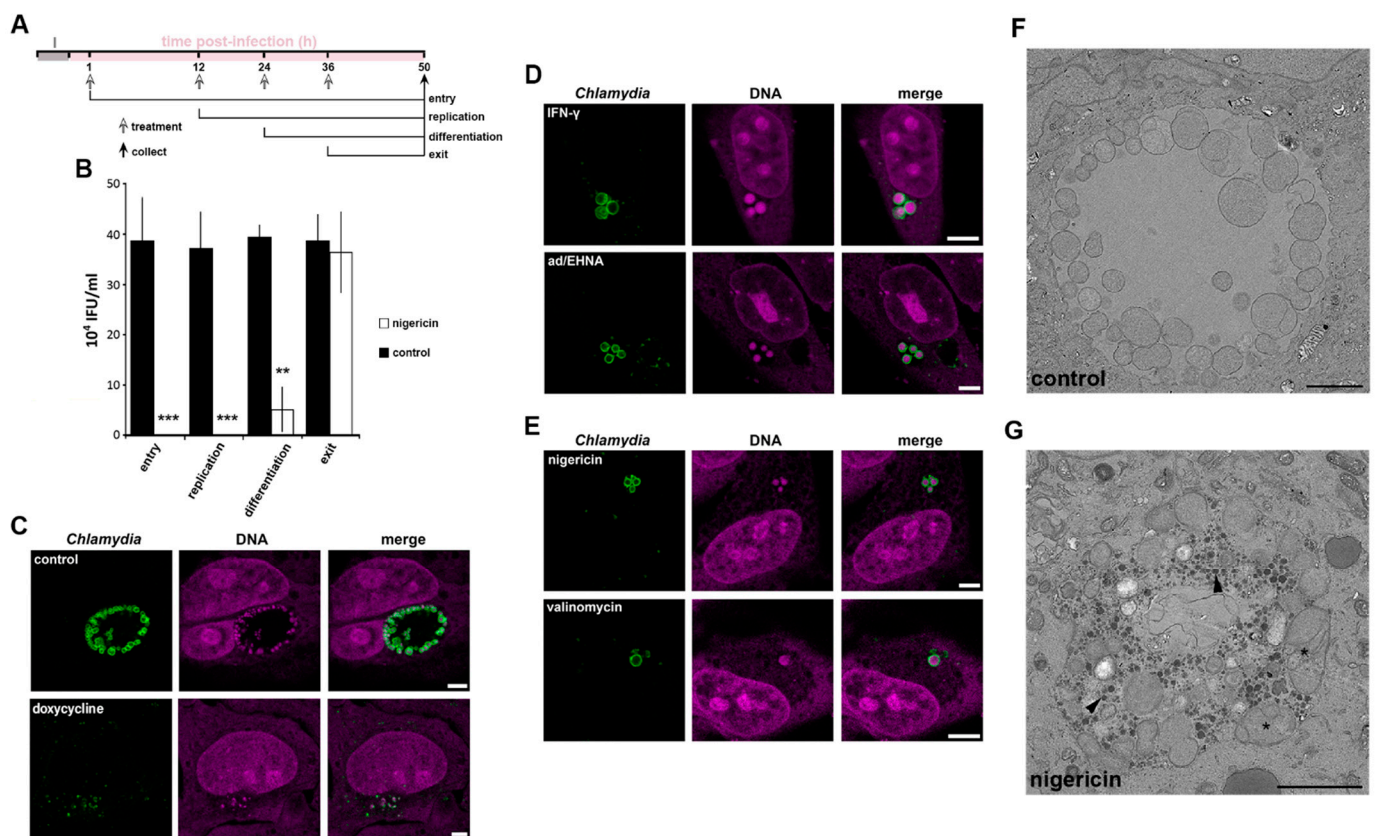 A
I
time post-infection (h)
1 12 24 36 50
entry
replication
differentiation
exit
treatment
collect
B
10⁴ IFU/ml
50
40
30
20
10
0
*** *** **
nigericin
control
entry replication differentiation exit
C
Chlamydia DNA merge
control
doxycycline
D
Chlamydia DNA merge
IFN-γ
ad/EHNA
E
Chlamydia DNA merge
nigericin
valinomycin
F
control
G
* *
nigericin